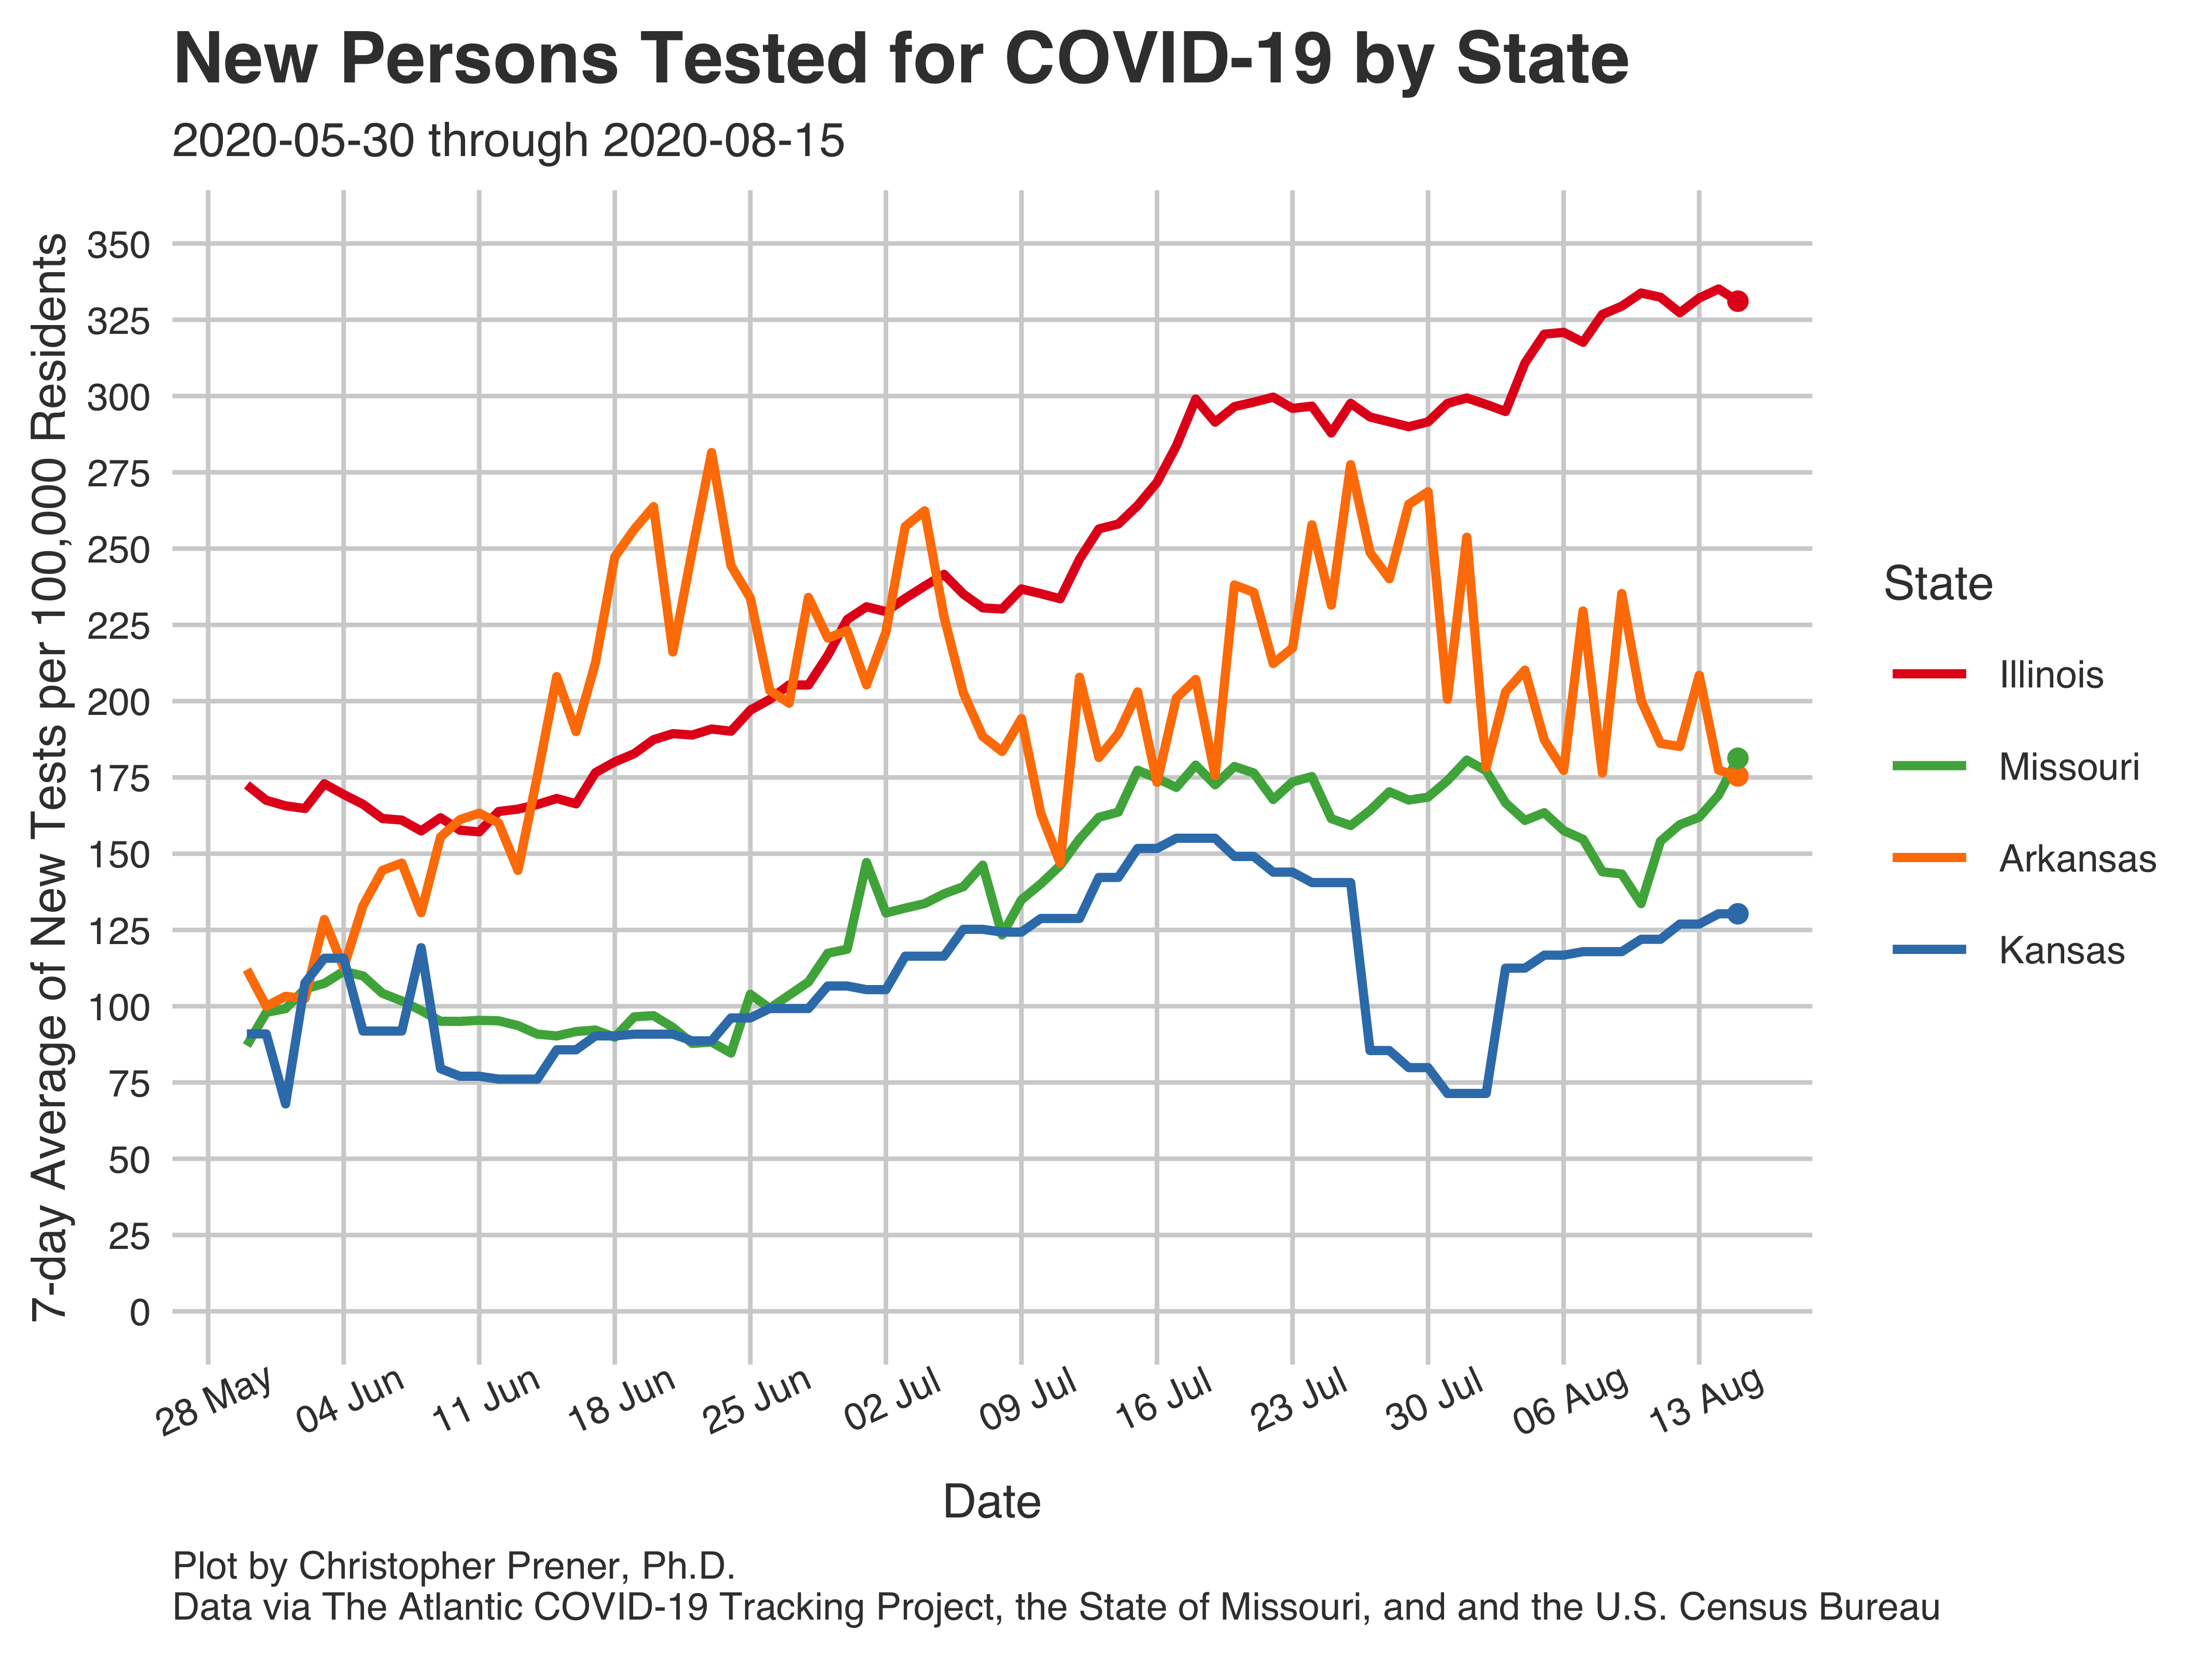 New Persons Tested for COVID-19 by State
2020-05-30 through 2020-08-15
7-day Average of New Tests per 100,000 Residents
350
325
300
275
250
225
200
175
150
125
100
75
50
25
0
28 May
04 Jun
11 Jun
18 Jun
25 Jun
02 Jul
09 Jul
16 Jul
23 Jul
30 Jul
06 Aug
13 Aug
Date
State
Illinois
Missouri
Arkansas
Kansas
Plot by Christopher Prener, Ph.D.
Data via The Atlantic COVID-19 Tracking Project, the State of Missouri, and and the U.S. Census Bureau